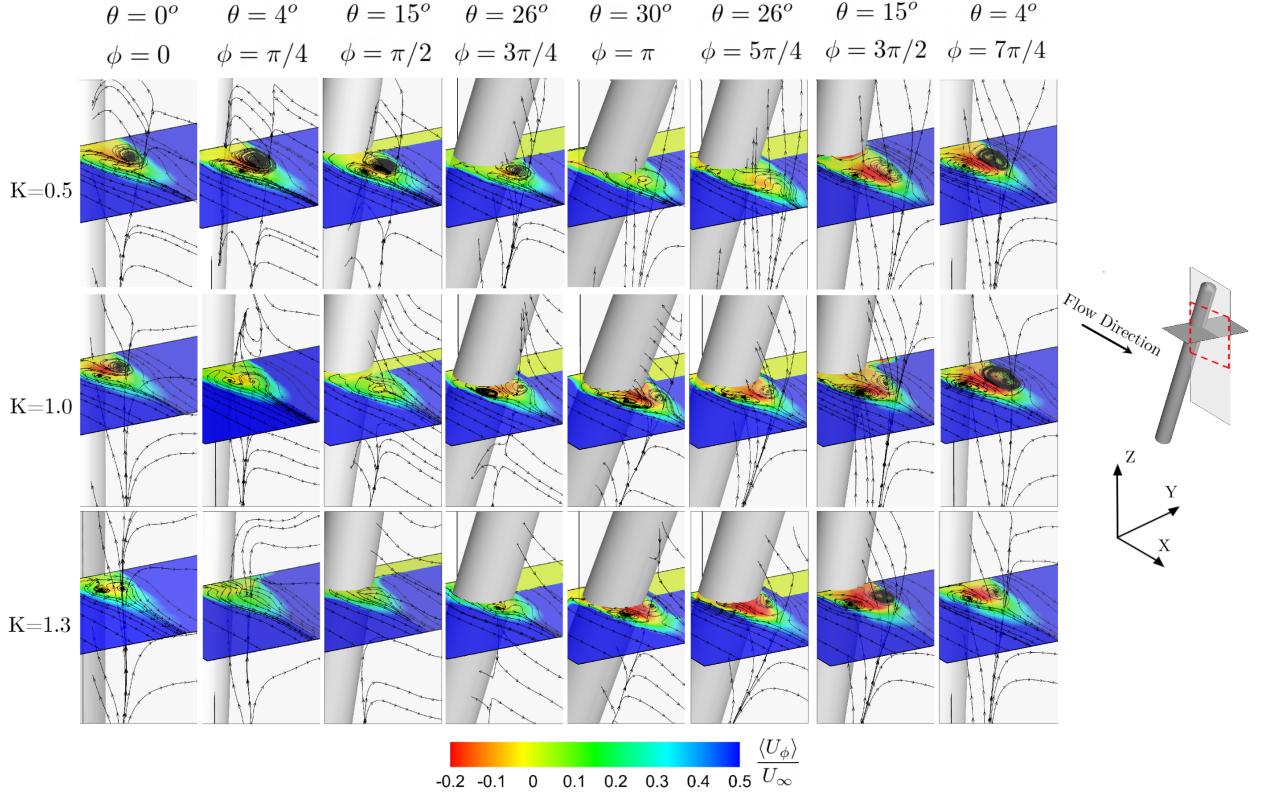 θ = 0° θ = 4° θ = 15° θ = 26° θ = 30° θ = 26° θ = 15° θ = 4°
ϕ = 0 ϕ = π/4 ϕ = π/2 ϕ = 3π/4 ϕ = π ϕ = 5π/4 ϕ = 3π/2 ϕ = 7π/4
K=0.5
K=1.0
K=1.3
Flow Direction
Z
Y
X
-0.2 -0.1 0 0.1 0.2 0.3 0.4 0.5
⟨U_ϕ⟩
U_∞